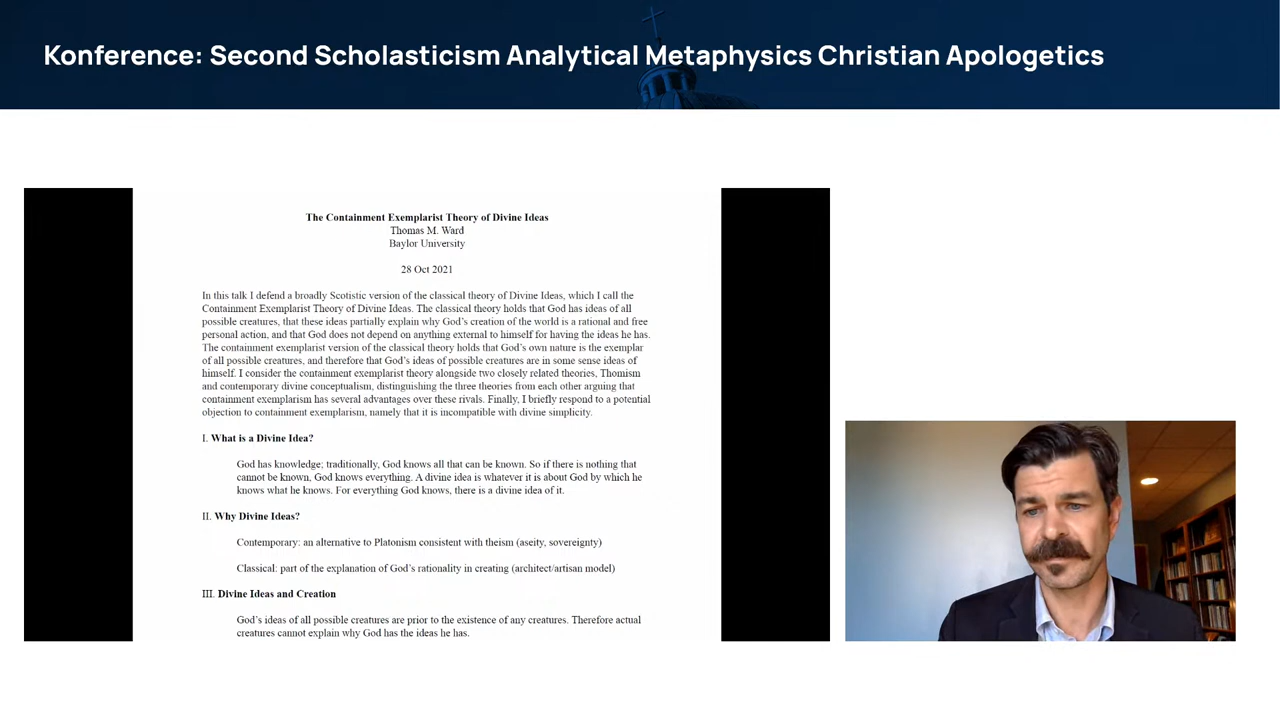 Konference: Second Scholasticism Analytical Metaphysics Christian Apologetics
The Containment Exemplarist Theory of Divine Ideas
Thomas M. Ward
Baylor University
28 Oct 2021
In this talk I defend a broadly Scotistic version of the classical theory of Divine Ideas, which I call the
Containment Exemplarist Theory of Divine Ideas. The classical theory holds that God has ideas of all
possible creatures, that these ideas partially explain why God's creation of the world is a rational and free
personal action, and that God does not depend on anything external to himself for having the ideas he has.
The containment exemplarist version of the classical theory holds that God's own nature is the exemplar
of all possible creatures, and therefore that God's ideas of possible creatures are in some sense ideas of
himself. I consider the containment exemplarist theory alongside two closely related theories, Thomism
and contemporary divine conceptualism, distinguishing the three theories from each other arguing that
containment exemplarism has several advantages over these rivals. Finally, I briefly respond to a potential
objection to containment exemplarism, namely that it is incompatible with divine simplicity.
I. What is a Divine Idea?
God has knowledge; traditionally, God knows all that can be known. So if there is nothing that
cannot be known, God knows everything. A divine idea is whatever it is about God by which he
knows what he knows. For everything God knows, there is a divine idea of it.
II. Why Divine Ideas?
Contemporary: an alternative to Platonism consistent with theism (aseity, sovereignty)
Classical: part of the explanation of God's rationality in creating (architect/artisan model)
III. Divine Ideas and Creation
God's ideas of all possible creatures are prior to the existence of any creatures. Therefore actual
creatures cannot explain why God has the ideas he has.